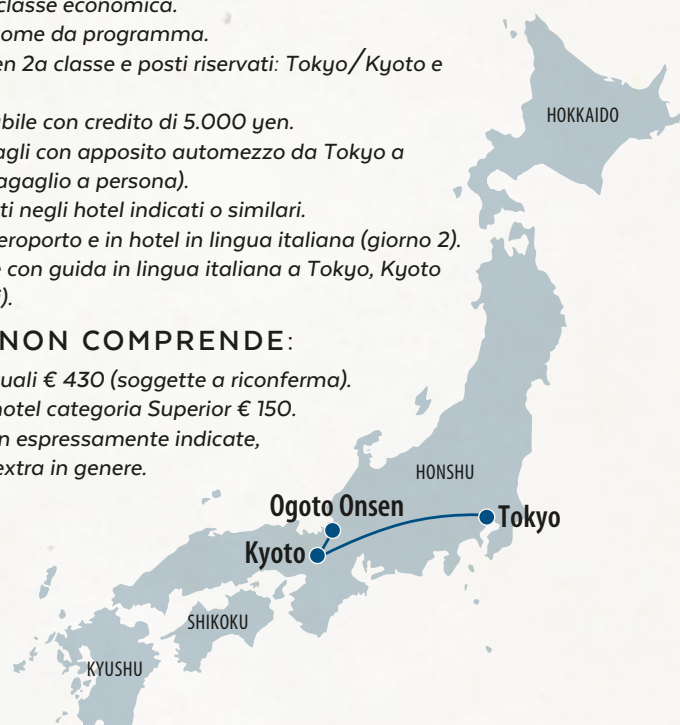 classe economica.
ome da programma.
en 2a classe e posti riservati: Tokyo/Kyoto e
bile con credito di 5.000 yen.
agli con apposito automezzo da Tokyo a
agaglio a persona).
ti negli hotel indicati o similari.
eroporto e in hotel in lingua italiana (giorno 2).
e con guida in lingua italiana a Tokyo, Kyoto
).
NON COMPRENDE:
uali € 430 (soggette a riconferma).
hotel categoria Superior € 150.
n espressamente indicate,
extra in genere.
HOKKAIDO
HONSHU
Ogoto Onsen
Tokyo
Kyoto
SHIKOKU
KYUSHU